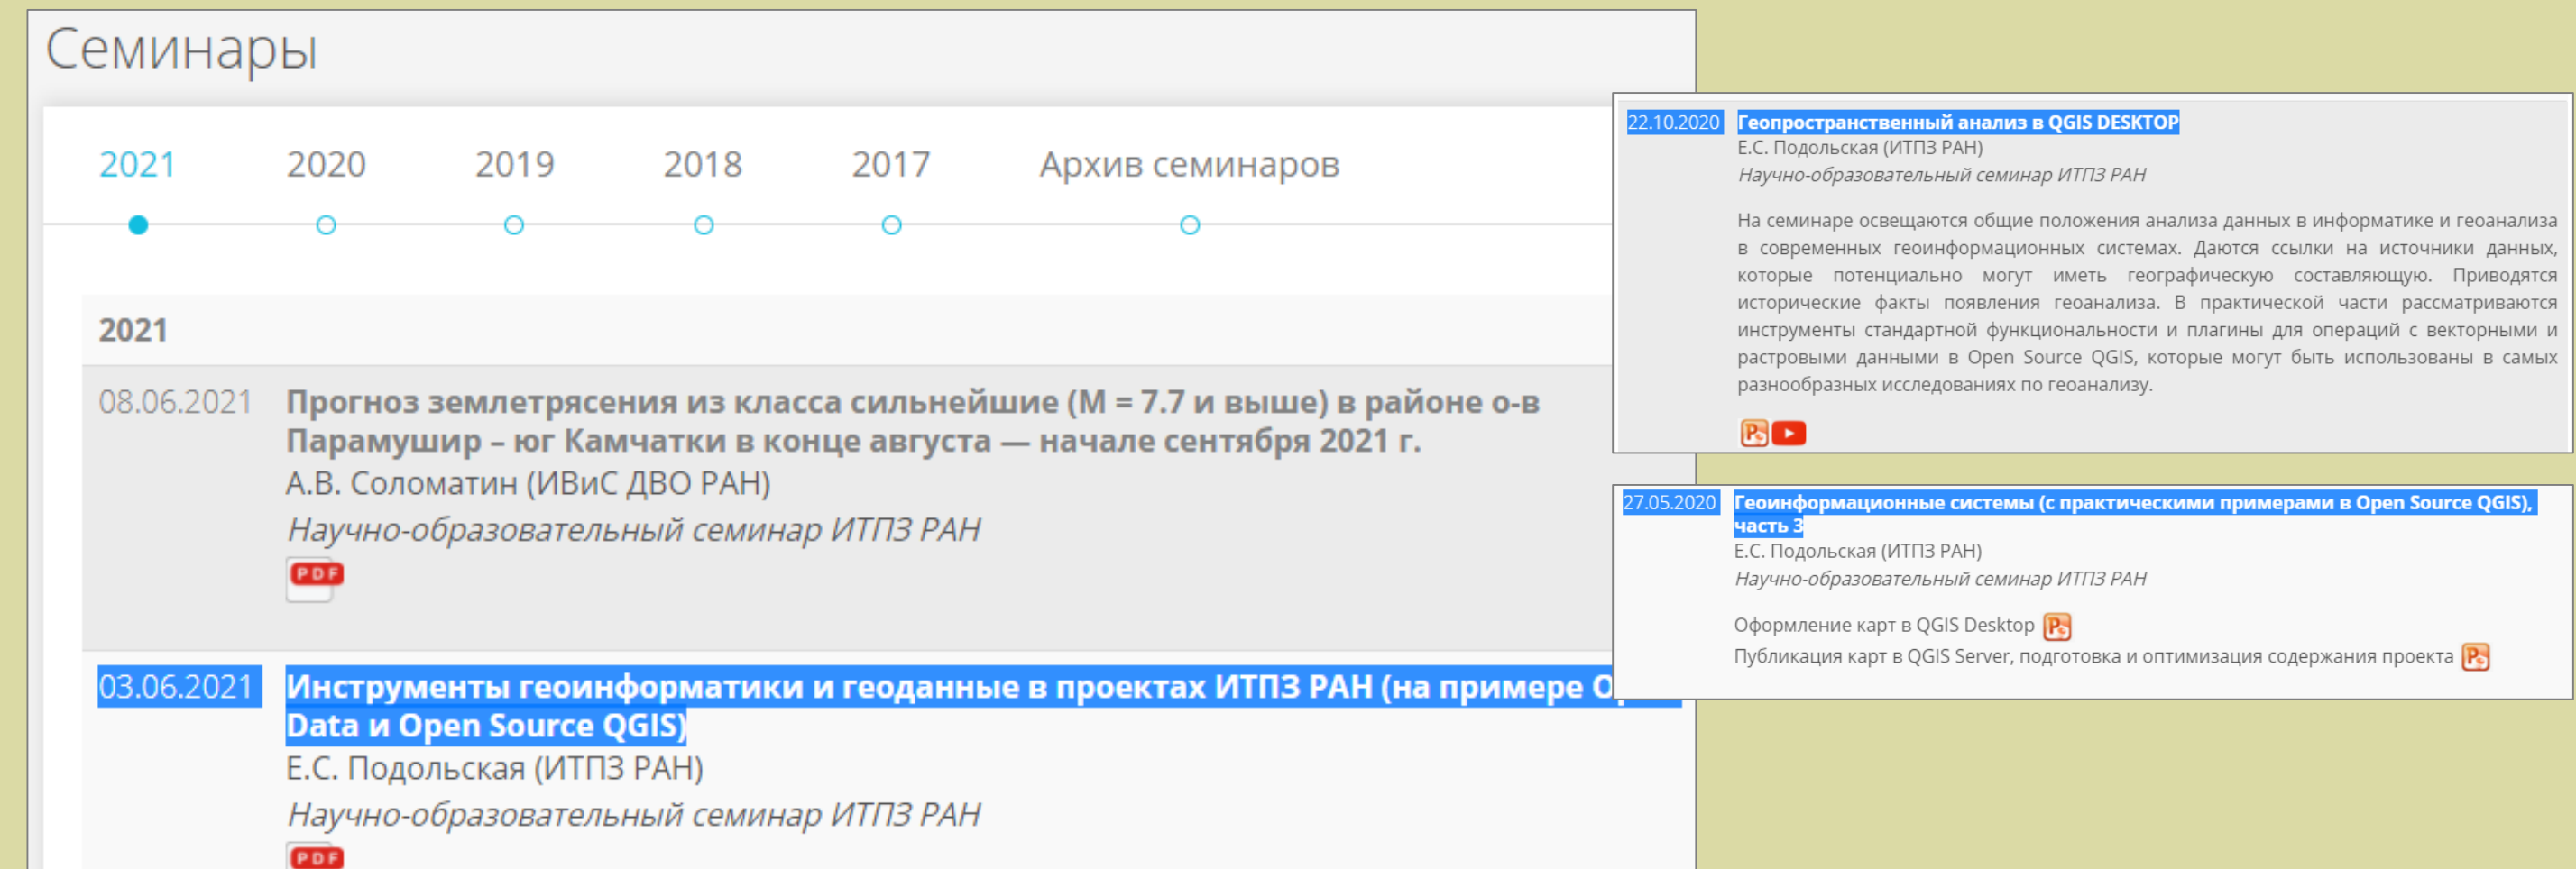 Семинары
2021 2020 2019 2018 2017 Архив семинаров
2021
08.06.2021 Прогноз землетрясения из класса сильнейшие (М = 7.7 и выше) в районе о-в
Парамушир – юг Камчатки в конце августа — начале сентября 2021 г.
А.В. Соломатин (ИВиС ДВО РАН)
Научно-образовательный семинар ИТПЗ РАН
PDF
03.06.2021 Инструменты геоинформатики и геоданные в проектах ИТПЗ РАН (на примере
Data и Open Source QGIS)
Е.С. Подольская (ИТПЗ РАН)
Научно-образовательный семинар ИТПЗ РАН
PDF
22.10.2020 Геопространственный анализ в QGIS DESKTOP
Е.С. Подольская (ИТПЗ РАН)
Научно-образовательный семинар ИТПЗ РАН
На семинаре освещаются общие положения анализа данных в информатике и геоанализа
в современных геоинформационных системах. Даются ссылки на источники данных,
которые потенциально могут иметь географическую составляющую. Приводятся
исторические факты появления геоанализа. В практической части рассматриваются
инструменты стандартной функциональности и плагины для операций с векторными и
растровыми данными в Open Source QGIS, которые могут быть использованы в самых
разнообразных исследованиях по геоанализу.
27.05.2020 Геоинформационные системы (с практическими примерами в Open Source QGIS),
часть 3
Е.С. Подольская (ИТПЗ РАН)
Научно-образовательный семинар ИТПЗ РАН
Оформление карт в QGIS Desktop
Публикация карт в QGIS Server, подготовка и оптимизация содержания проекта